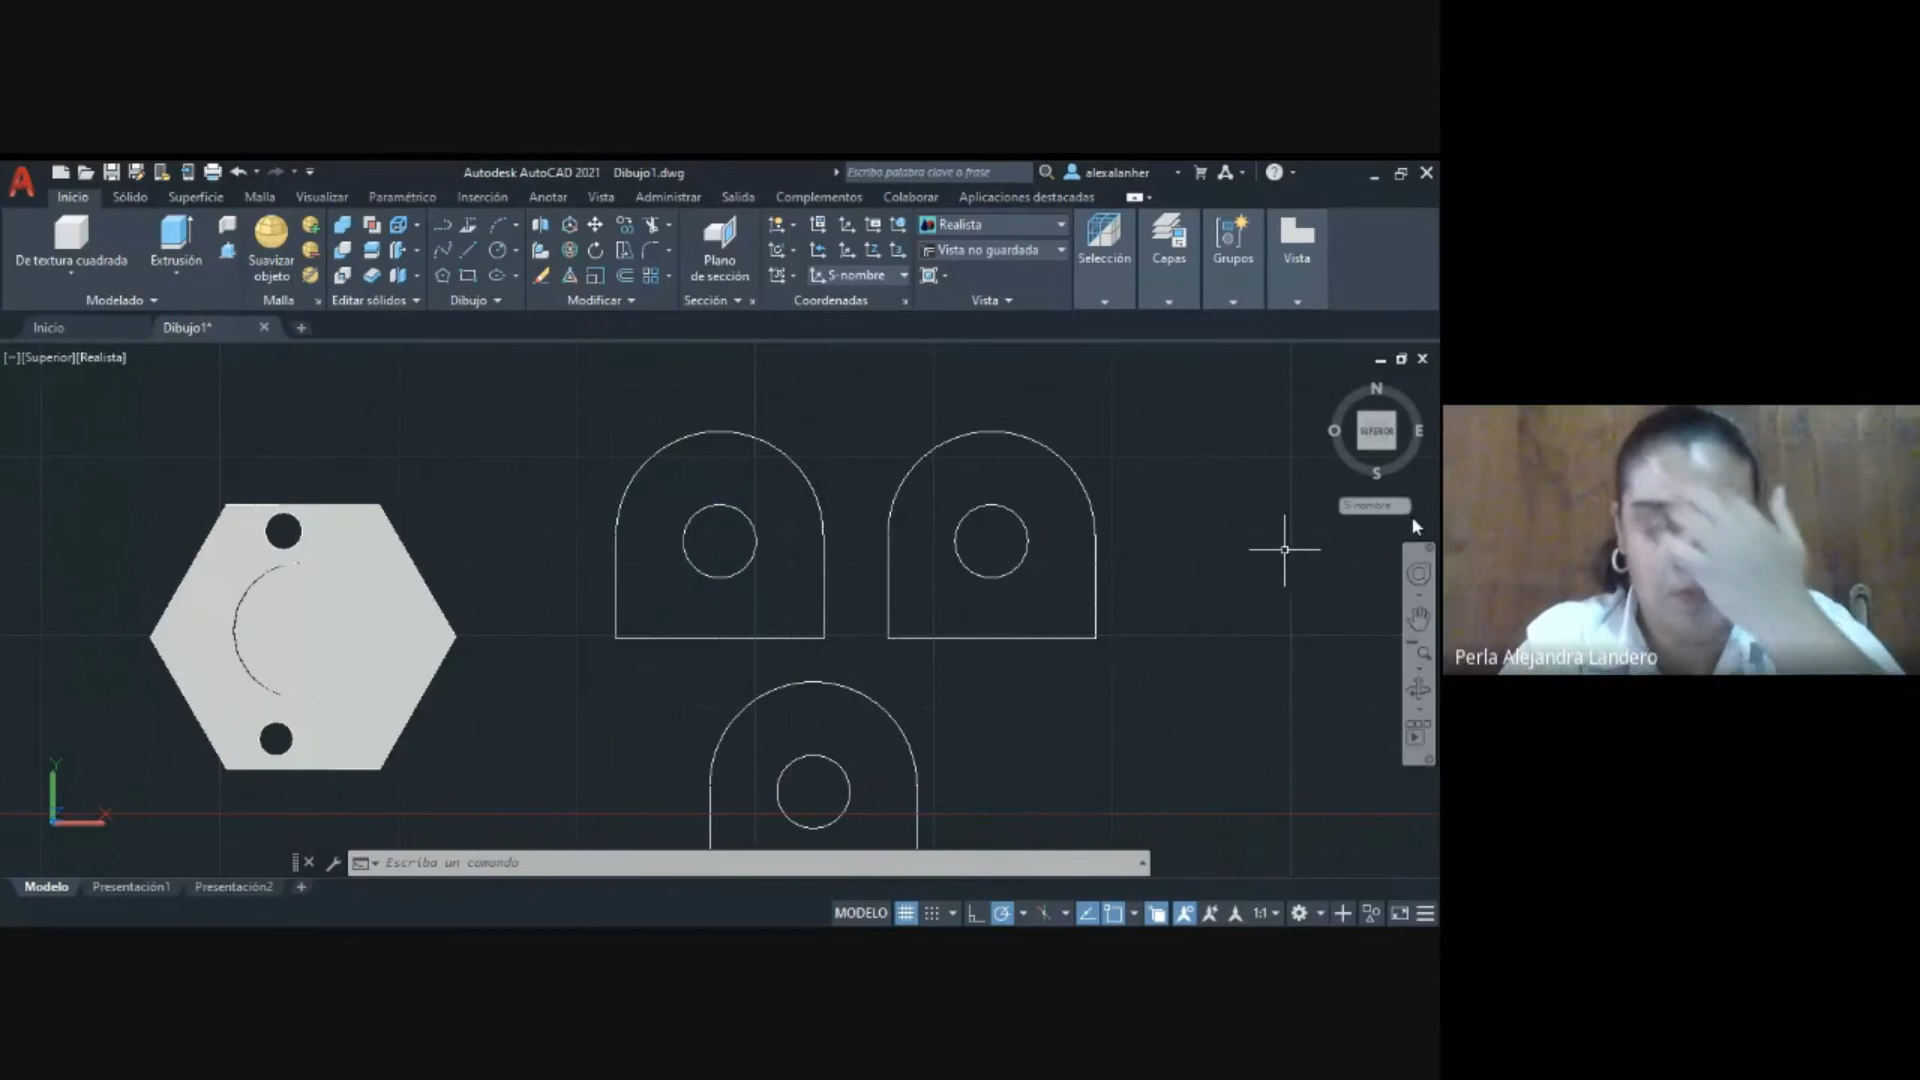 Autodesk AutoCAD 2021 Dibujo1.dwg
Escriba palabra clave o frase
alexalanher
Inicio Sólido Superficie Malla Visualizar Paramétrico Inserción Anotar Vista Administrar Salida Complementos Colaborar Aplicaciones destacadas
De textura cuadrada
Extrusión
Suavizar objeto
Plano de sección
Realista
Vista no guardada
S-nombre
Selección Capas Grupos Vista
Modelado Malla Editar sólidos Dibujo Modificar Sección Coordenadas Vista
Inicio Dibujo1*
[−][Superior][Realista]
N
O SUPERIOR E
S
S-nombre
Y
X
Escriba un comando
Modelo Presentación1 Presentación2
MODELO 1:1
Perla Alejandra Landero